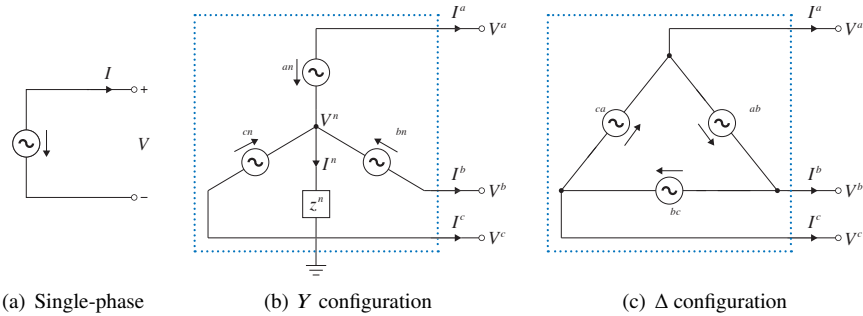 I
+
V
−
(a) Single-phase
I^a
V^a
an
V^n
cn
bn
I^n
z^n
I^b
V^b
I^c
V^c
(b) Y configuration
I^a
V^a
ca
ab
bc
I^b
V^b
I^c
V^c
(c) Δ configuration